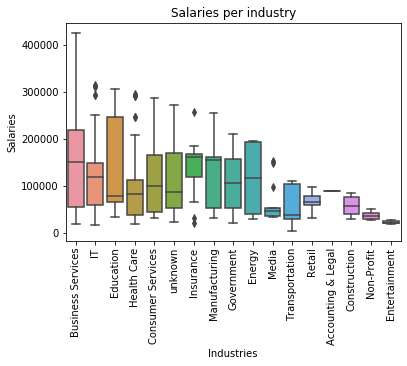 Salaries per industry
400000
300000
200000
100000
0
Salaries
Business Services
IT
Education
Health Care
Consumer Services
unknown
Insurance
Manufacturing
Government
Energy
Media
Transportation
Retail
Accounting & Legal
Construction
Non-Profit
Entertainment
Industries